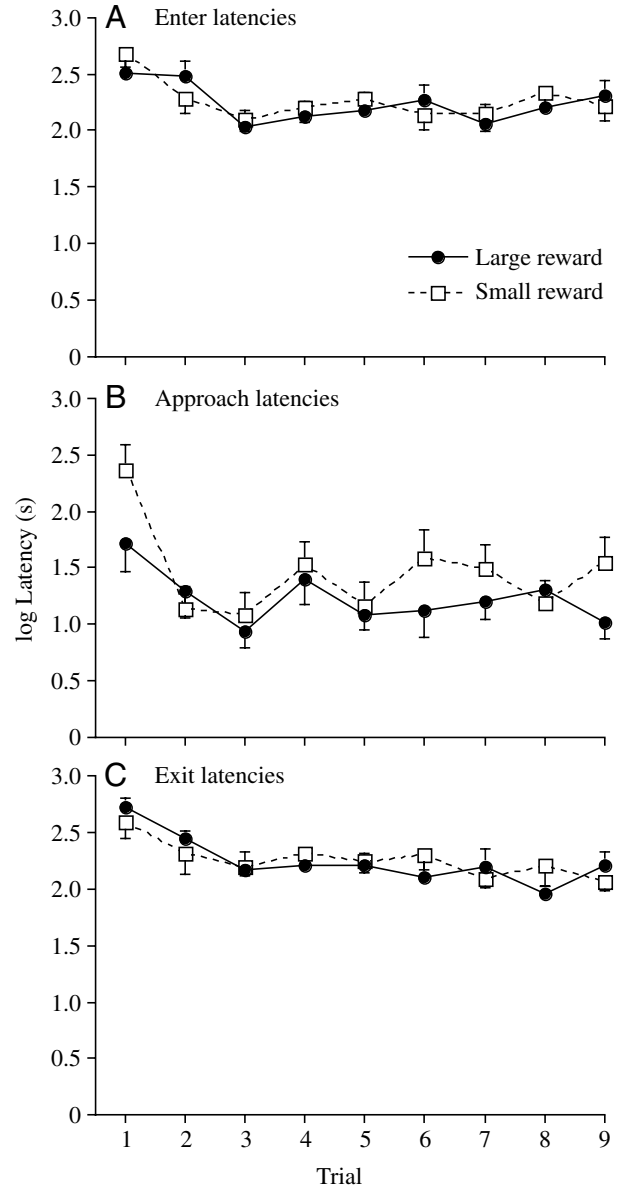 A Enter latencies
3.0
2.5
2.0
1.5
1.0
0.5
0
Large reward
Small reward
B Approach latencies
3.0
2.5
2.0
1.5
1.0
0.5
0
log Latency (s)
C Exit latencies
3.0
2.5
2.0
1.5
1.0
0.5
0
1 2 3 4 5 6 7 8 9
Trial